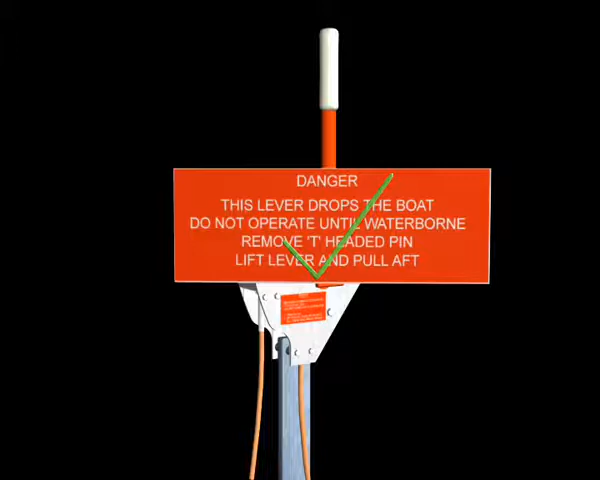 DANGER
THIS LEVER DROPS THE BOAT
DO NOT OPERATE UNTIL WATERBORNE
REMOVE 'T' HEADED PIN
LIFT LEVER AND PULL AFT